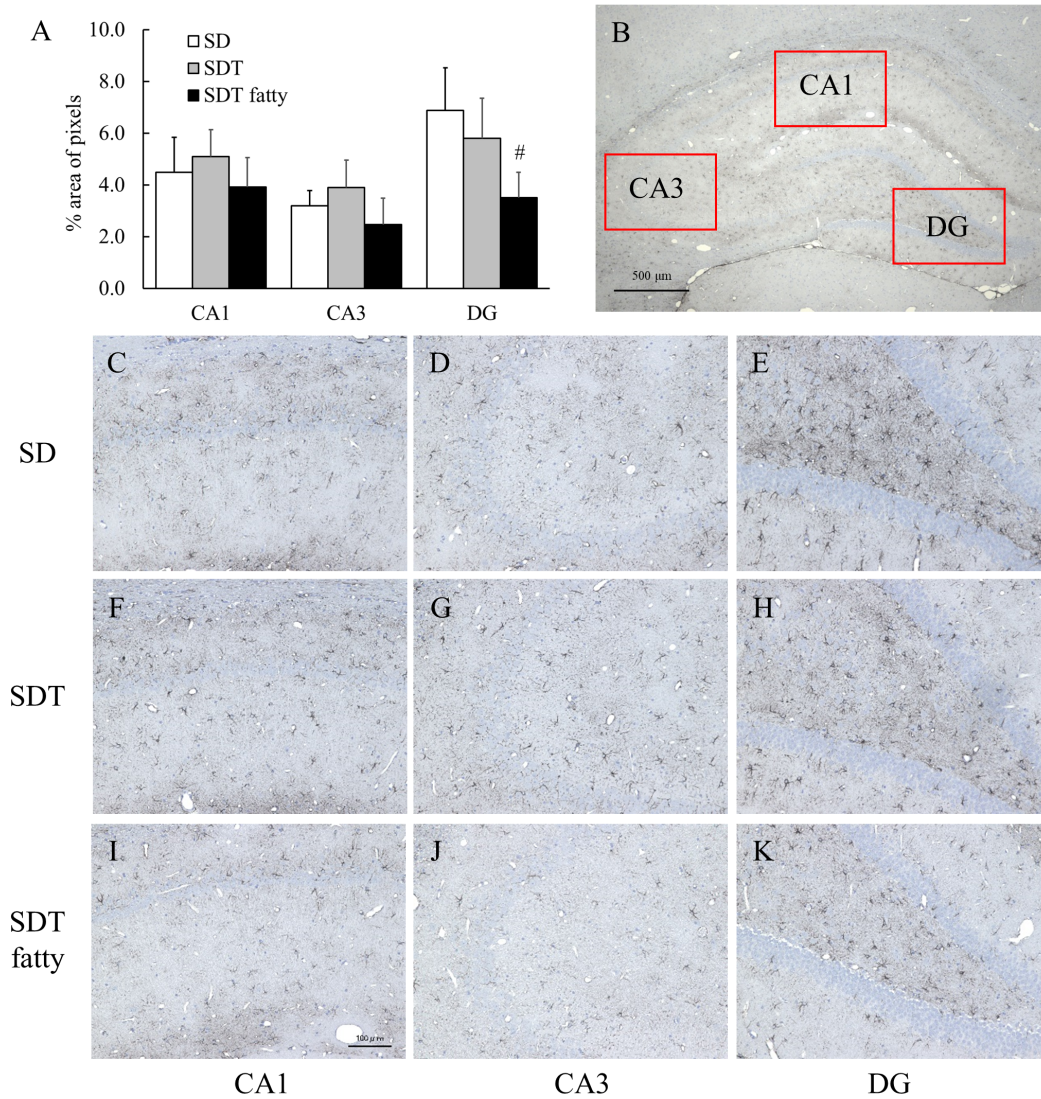 A
10.0
8.0
6.0
4.0
2.0
0.0
% area of pixels
SD
SDT
SDT fatty
#
CA1
CA3
DG
B
CA1
CA3
DG
500 μm
C
D
E
SD
F
G
H
SDT
I
J
K
SDT
fatty
100 μm
CA1
CA3
DG